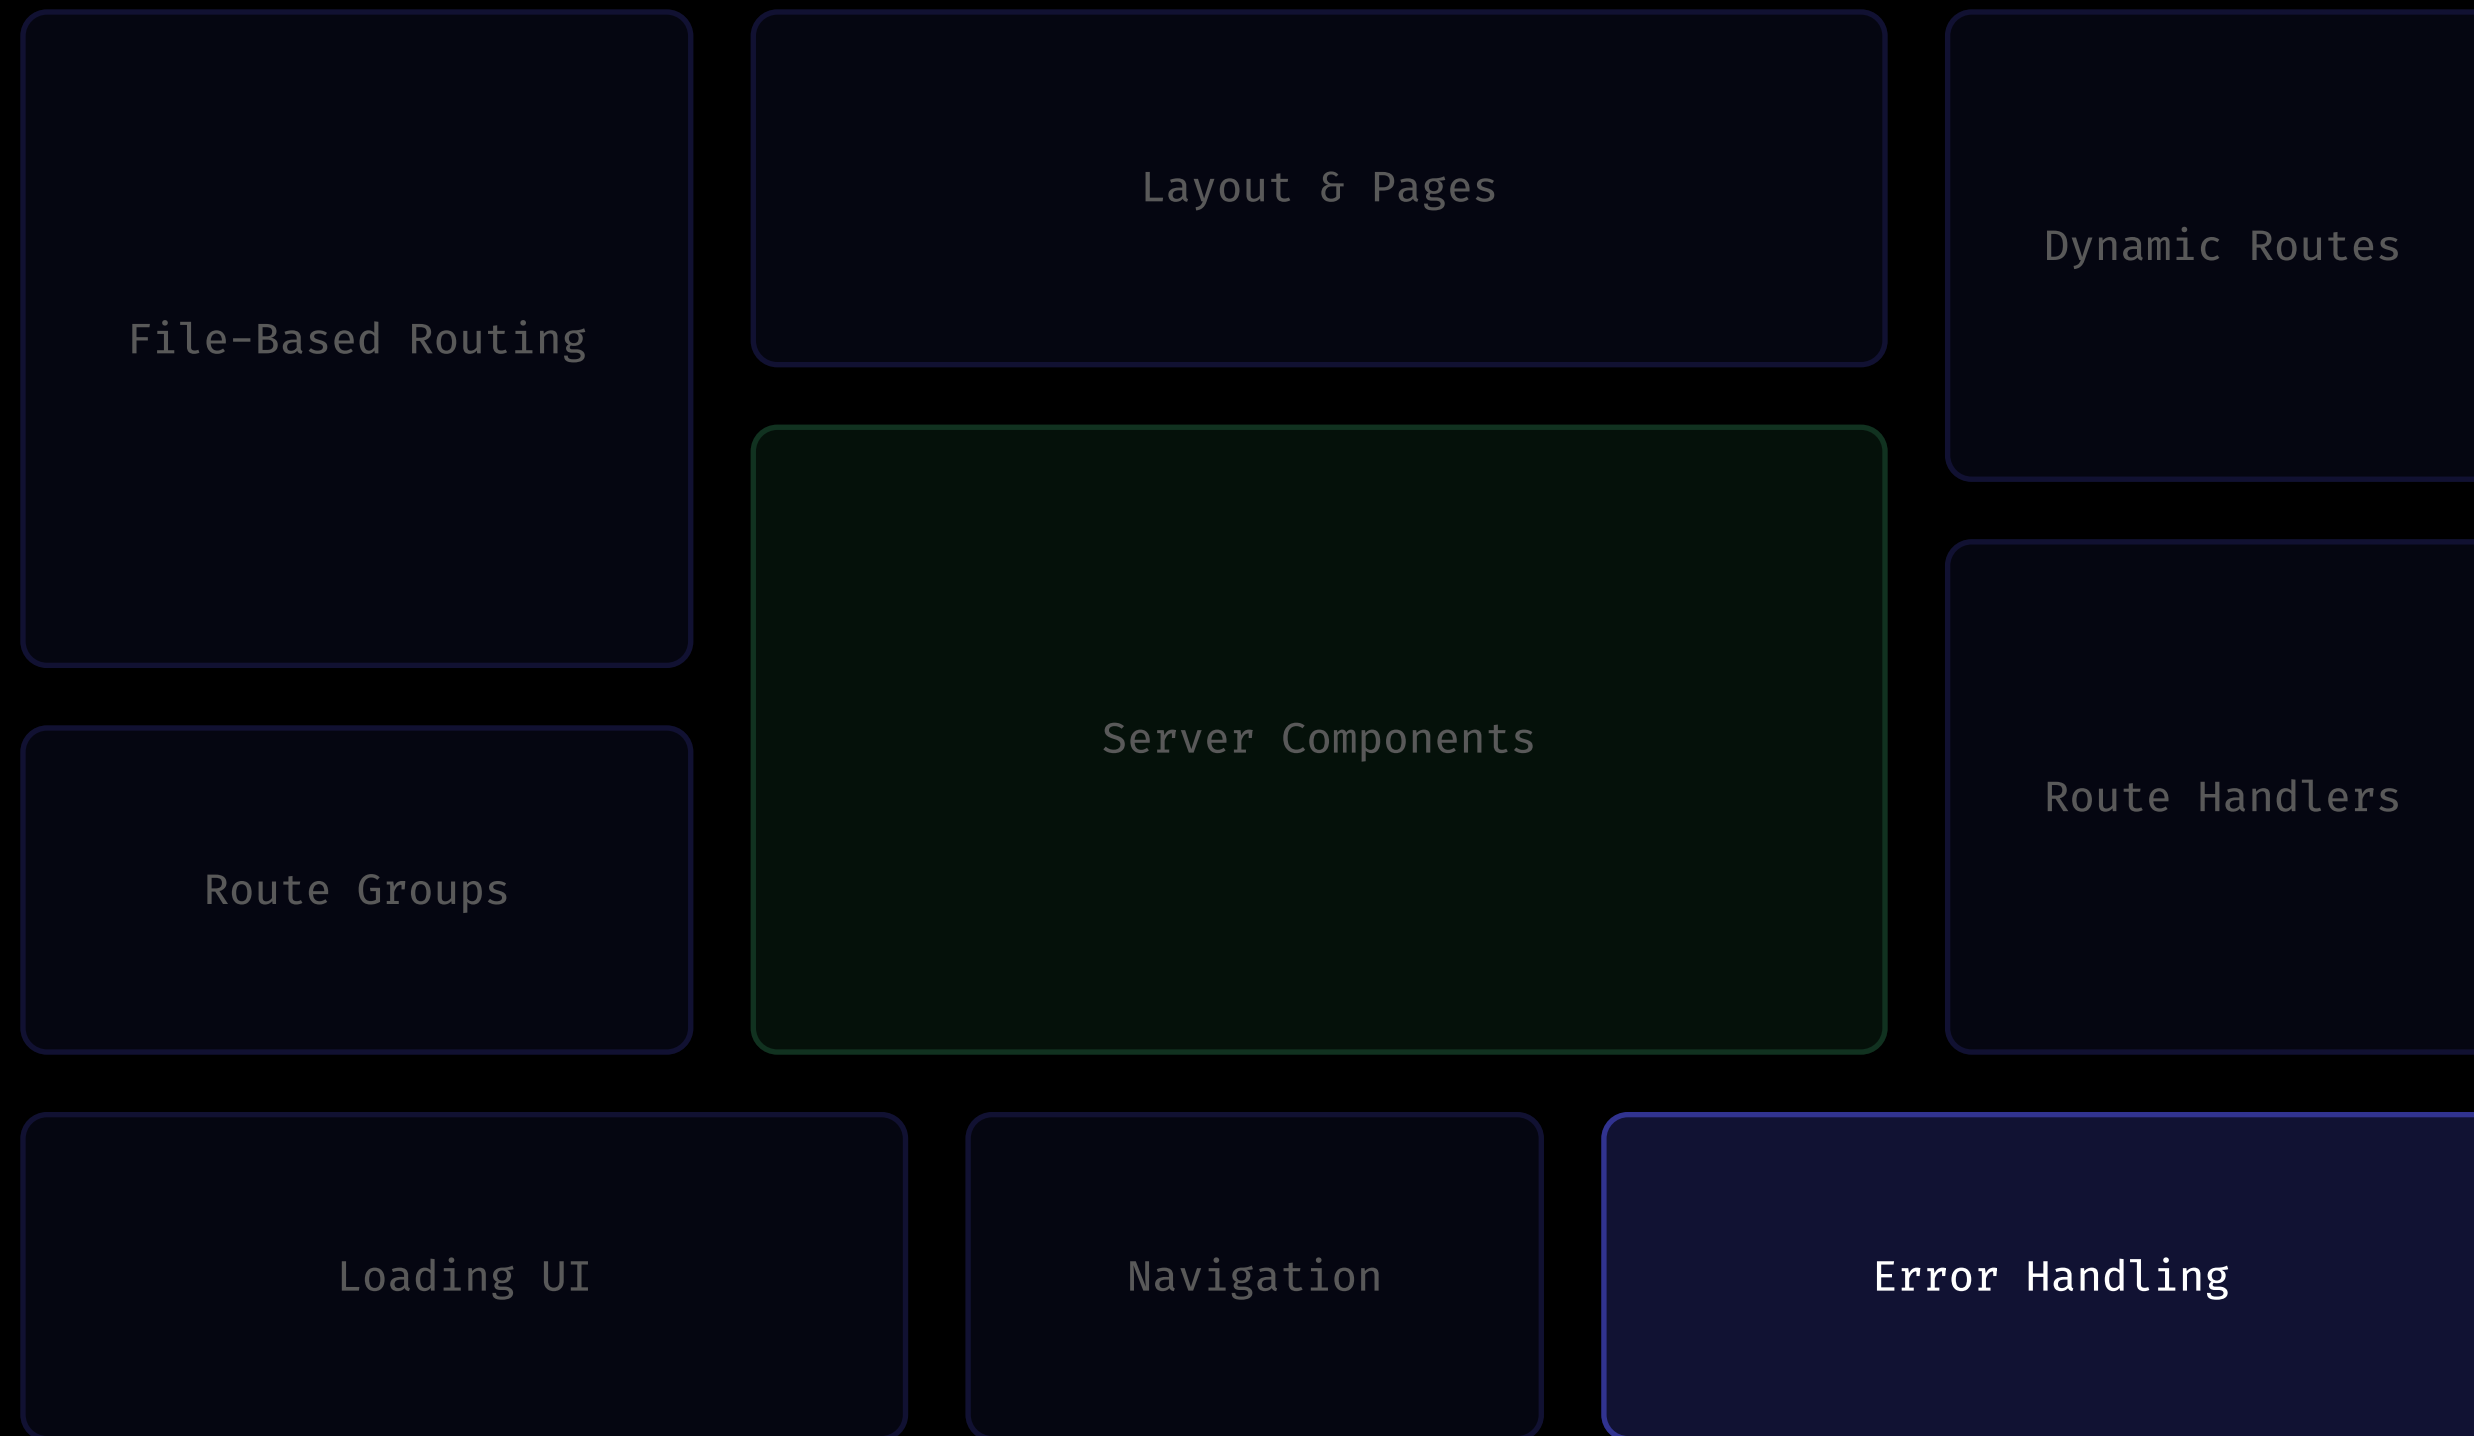 File-Based Routing
Layout & Pages
Dynamic Routes
Server Components
Route Handlers
Route Groups
Loading UI
Navigation
Error Handling